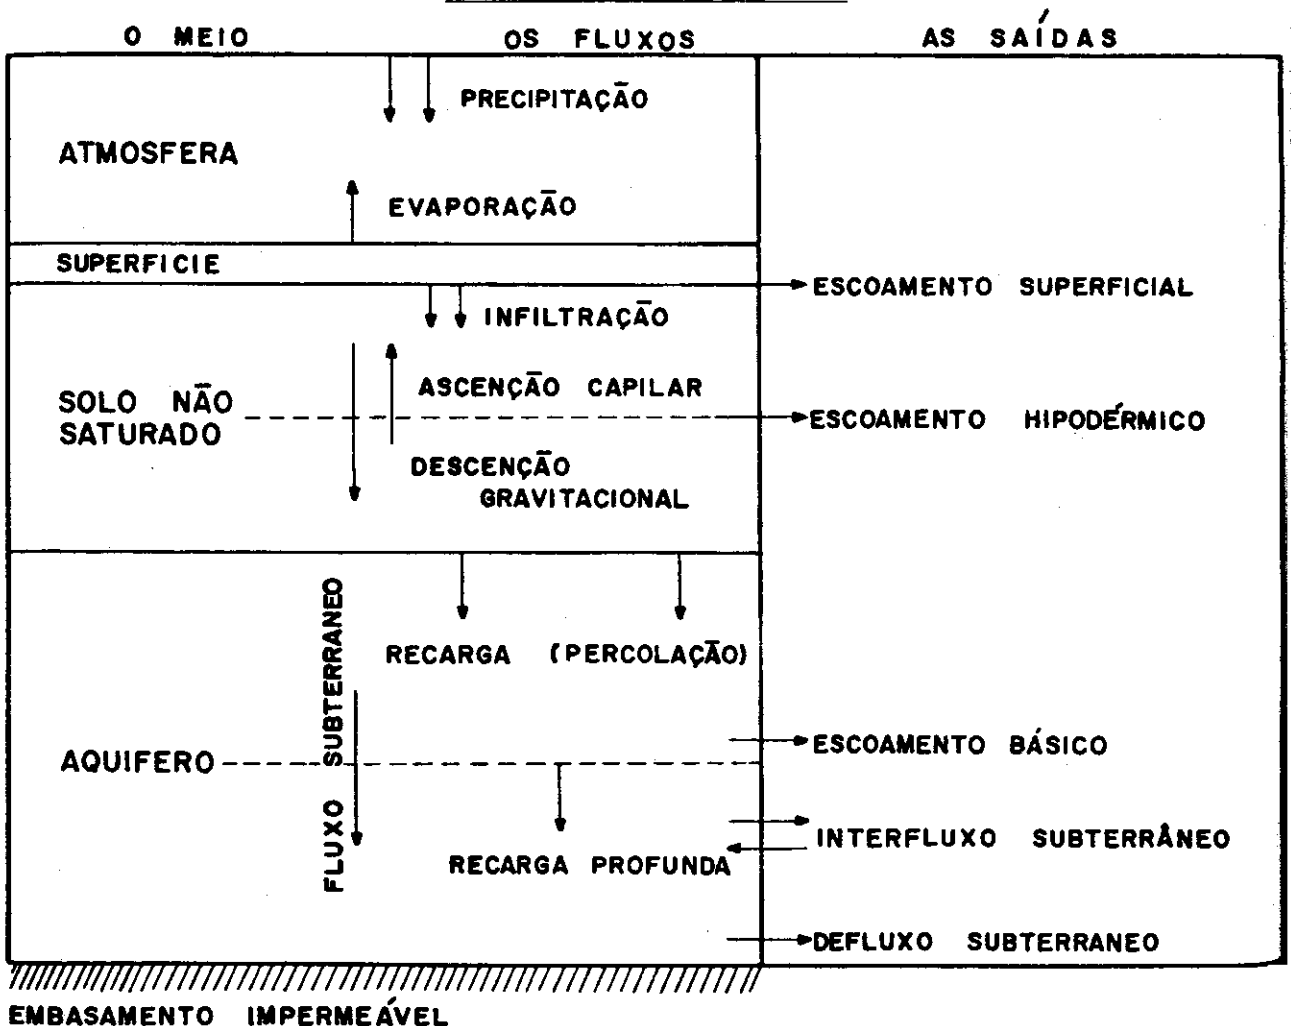 O MEIO
OS FLUXOS
AS SAÍDAS
PRECIPITAÇÃO
ATMOSFERA
EVAPORAÇÃO
SUPERFICIE
ESCOAMENTO SUPERFICIAL
INFILTRAÇÃO
ASCENÇÃO CAPILAR
SOLO NÃO
SATURADO
ESCOAMENTO HIPODÉRMICO
DESCENÇÃO
GRAVITACIONAL
FLUXO SUBTERRANEO
RECARGA (PERCOLAÇÃO)
ESCOAMENTO BÁSICO
AQUIFERO
INTERFLUXO SUBTERRÂNEO
RECARGA PROFUNDA
DEFLUXO SUBTERRANEO
EMBASAMENTO IMPERMEÁVEL